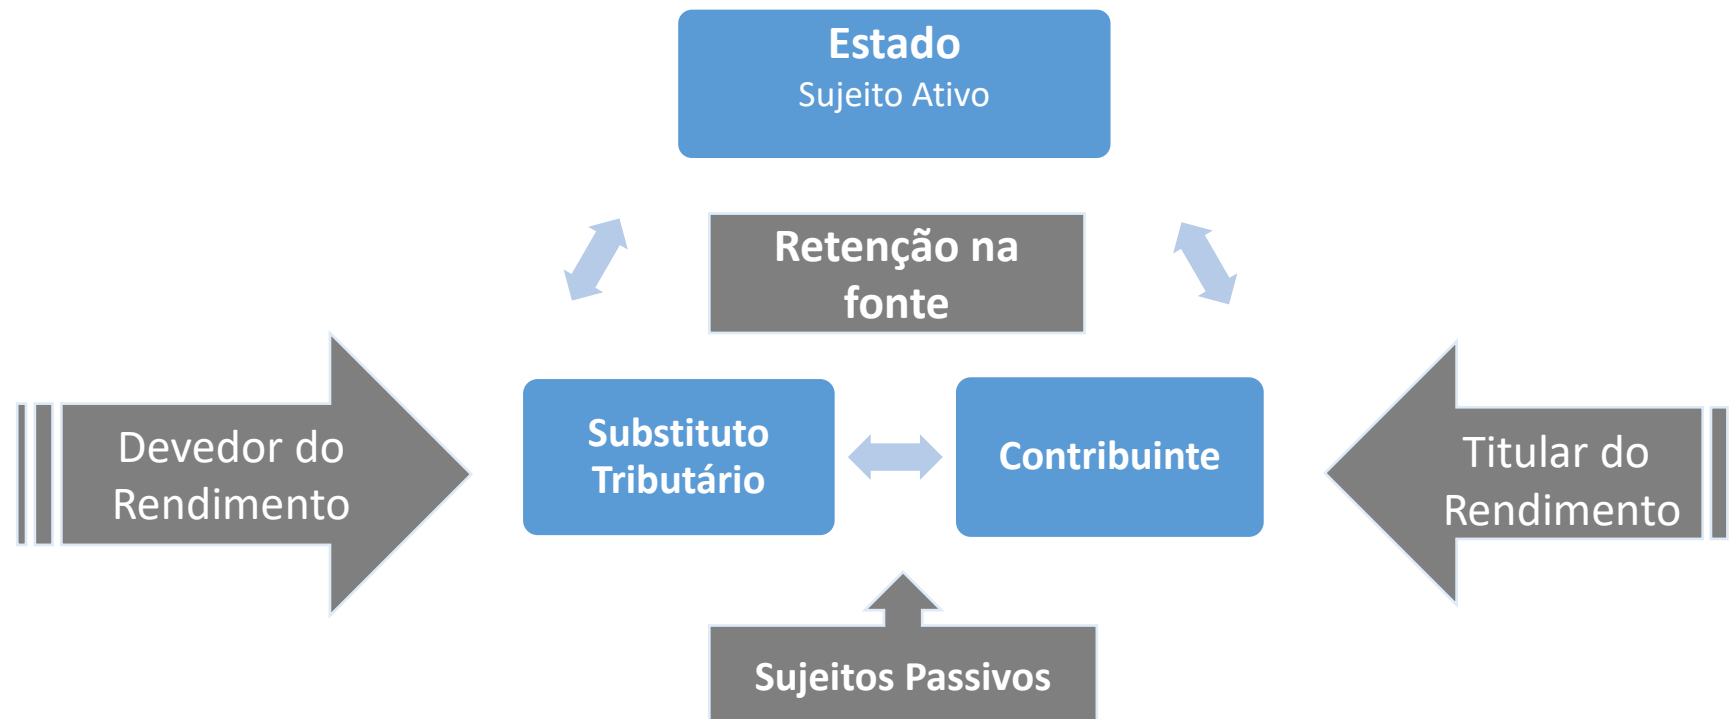 Estado
Sujeito Ativo
Retenção na
fonte
Devedor do
Rendimento
Substituto
Tributário
Contribuinte
Titular do
Rendimento
Sujeitos Passivos